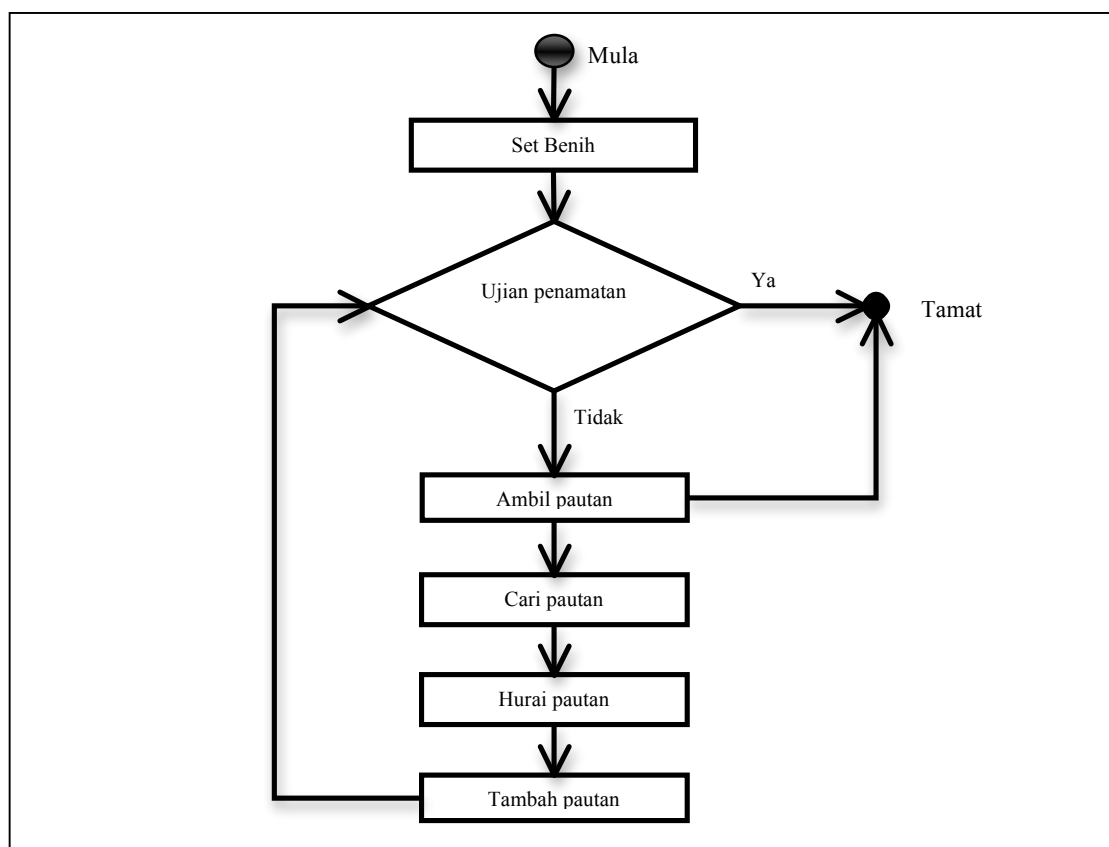 Mula
Set Benih
Ujian penamatan
Ya
Tamat
Tidak
Ambil pautan
Cari pautan
Hurai pautan
Tambah pautan